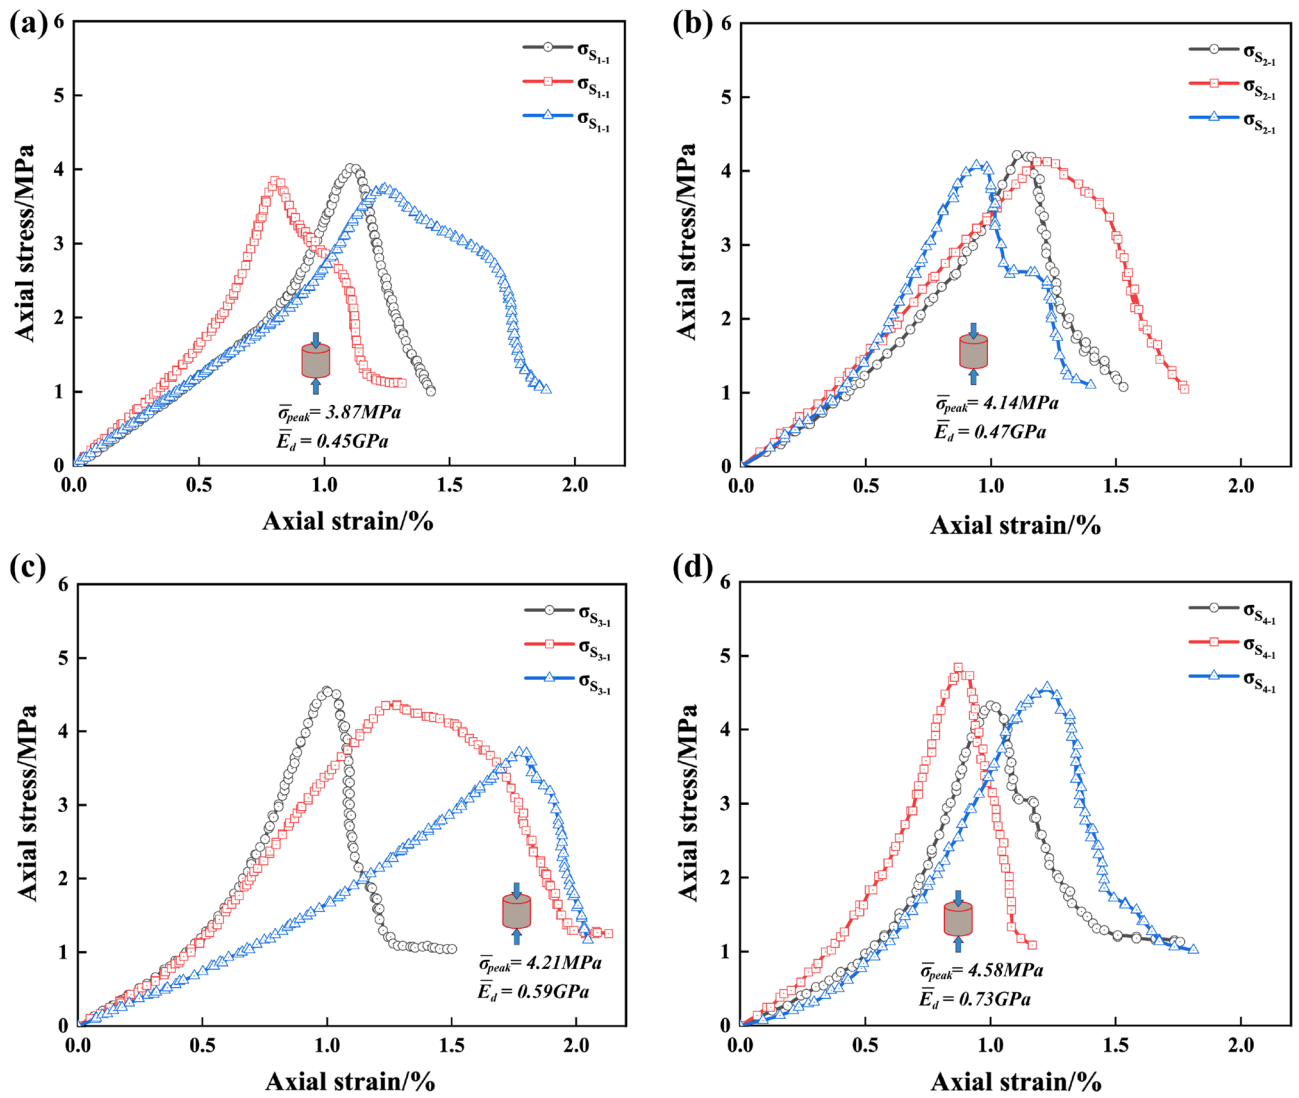 (a)
6
5
4
3
2
1
0
0.0 0.5 1.0 1.5 2.0
Axial stress/MPa
Axial strain/%
σS1-1
σS1-1
σS1-1
σ̅peak= 3.87MPa
E̅d = 0.45GPa
(b)
6
5
4
3
2
1
0
0.0 0.5 1.0 1.5 2.0
Axial stress/MPa
Axial strain/%
σS2-1
σS2-1
σS2-1
σ̅peak= 4.14MPa
E̅d = 0.47GPa
(c)
6
5
4
3
2
1
0
0.0 0.5 1.0 1.5 2.0
Axial stress/MPa
Axial strain/%
σS3-1
σS3-1
σS3-1
σ̅peak= 4.21MPa
E̅d = 0.59GPa
(d)
6
5
4
3
2
1
0
0.0 0.5 1.0 1.5 2.0
Axial stress/MPa
Axial strain/%
σS4-1
σS4-1
σS4-1
σ̅peak= 4.58MPa
E̅d = 0.73GPa